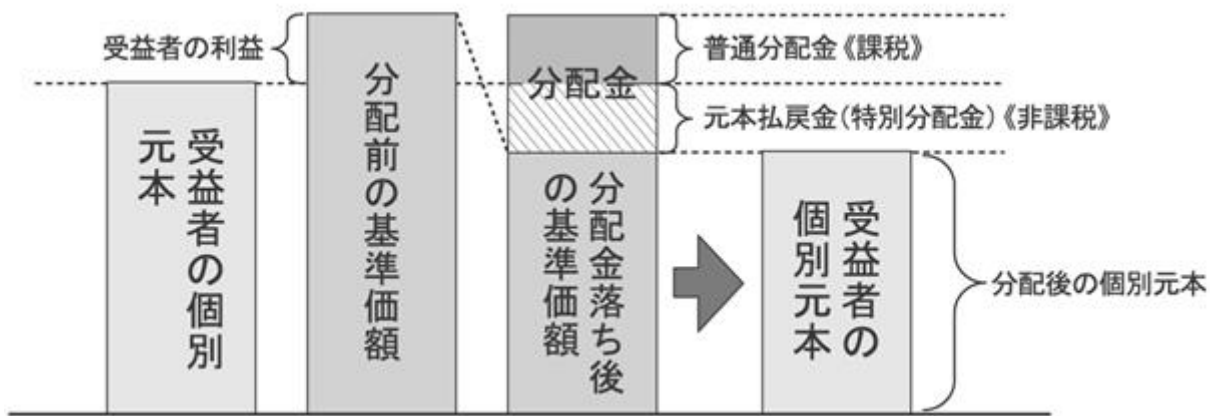 受益者の利益
普通分配金《課税》
元本払戻金(特別分配金)《非課税》
受益者の個別
元本
分配前の基準価額
分配金
分配金落ち後
の基準価額
受益者の
個別元本
分配後の個別元本